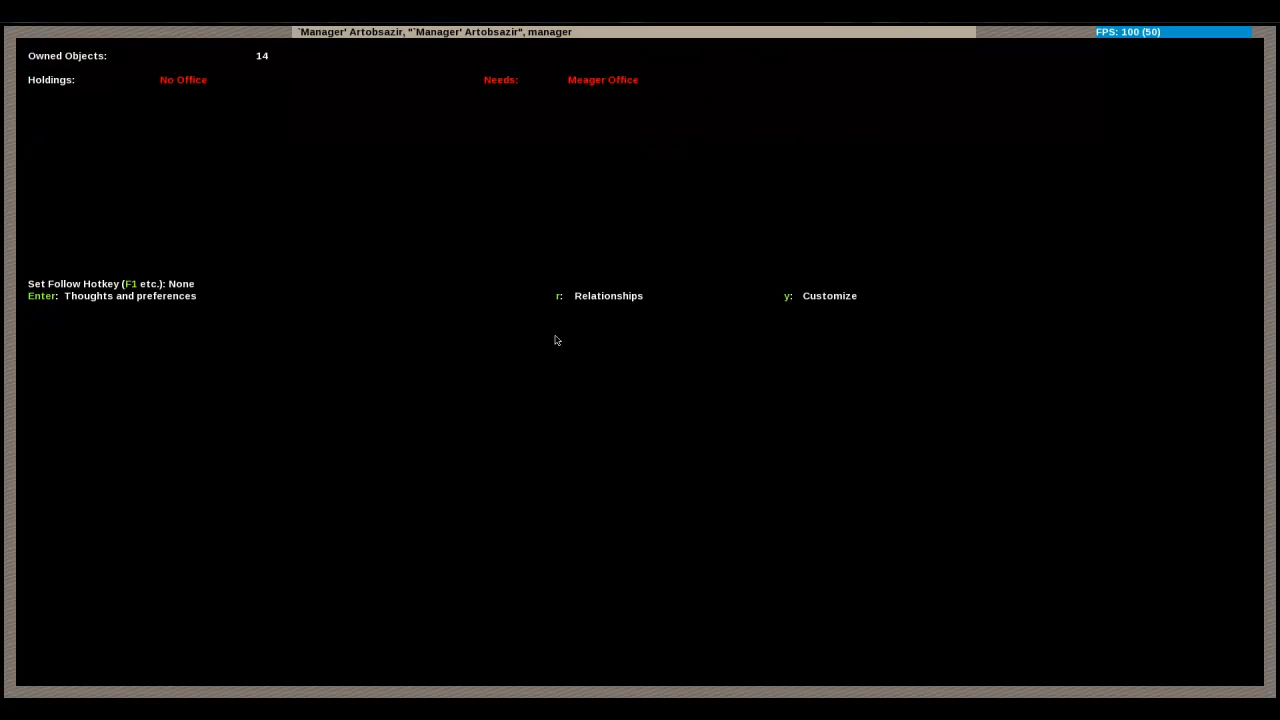 `Manager' Artobsazir, "`Manager' Artobsazir", manager FPS: 100 (50)
Owned Objects: 14
Holdings: No Office Needs: Meager Office
Set Follow Hotkey (F1 etc.): None
Enter: Thoughts and preferences r: Relationships y: Customize